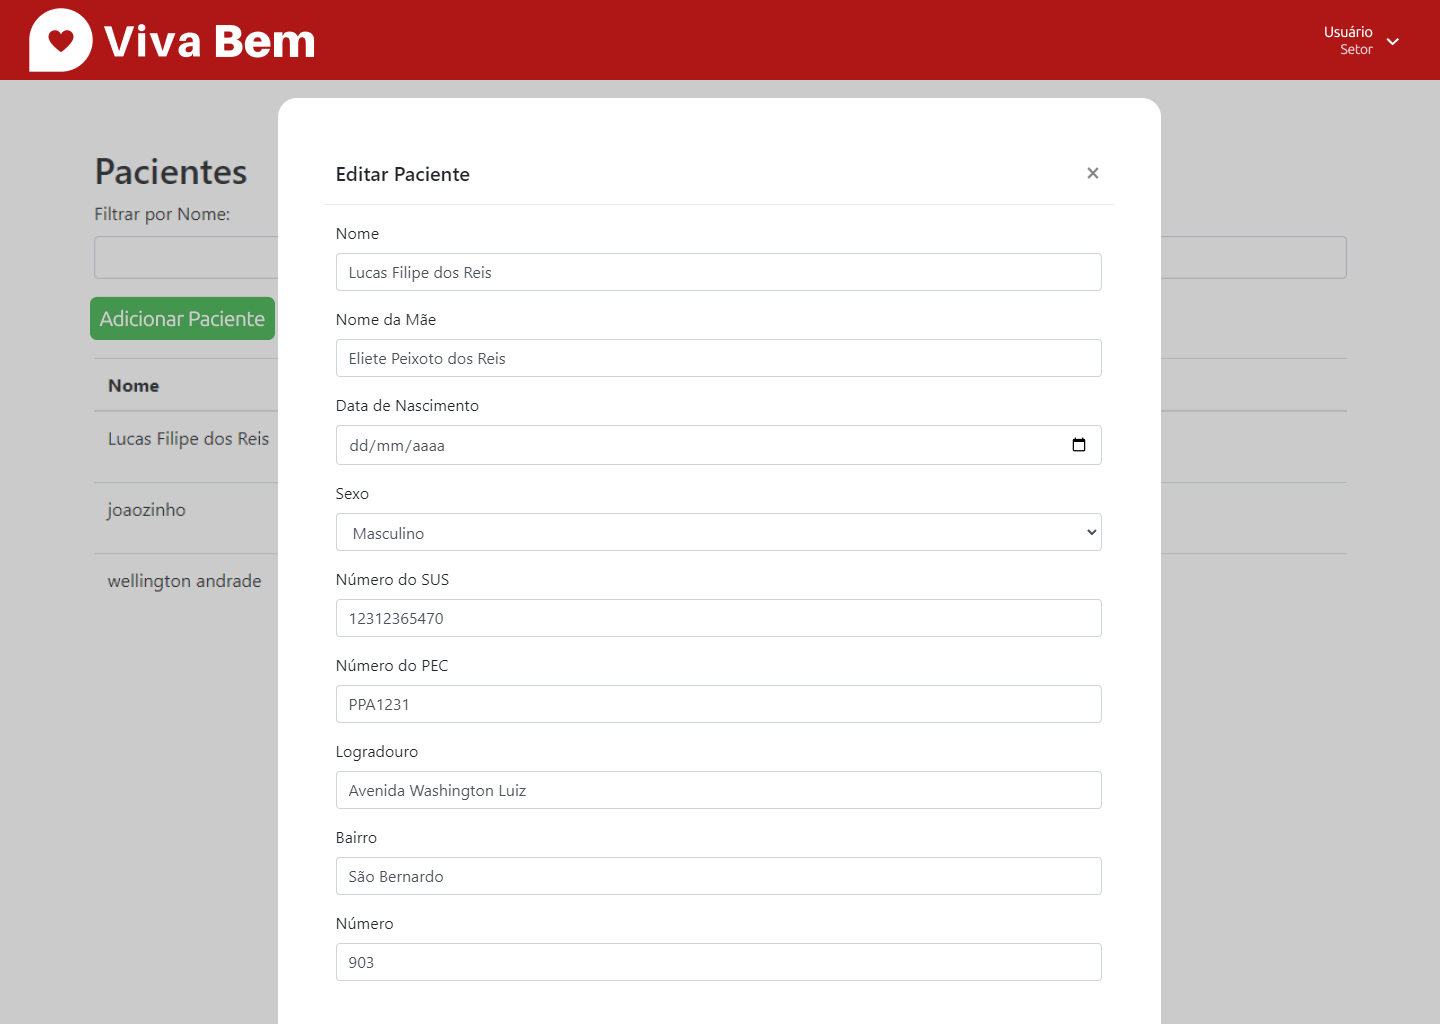 Viva Bem
Usuário
Setor
Pacientes
Filtrar por Nome:
Adicionar Paciente
Nome
Lucas Filipe dos Reis
joaozinho
wellington andrade
Editar Paciente
×
Nome
Lucas Filipe dos Reis
Nome da Mãe
Eliete Peixoto dos Reis
Data de Nascimento
dd/mm/aaaa
Sexo
Masculino
Número do SUS
12312365470
Número do PEC
PPA1231
Logradouro
Avenida Washington Luiz
Bairro
São Bernardo
Número
903